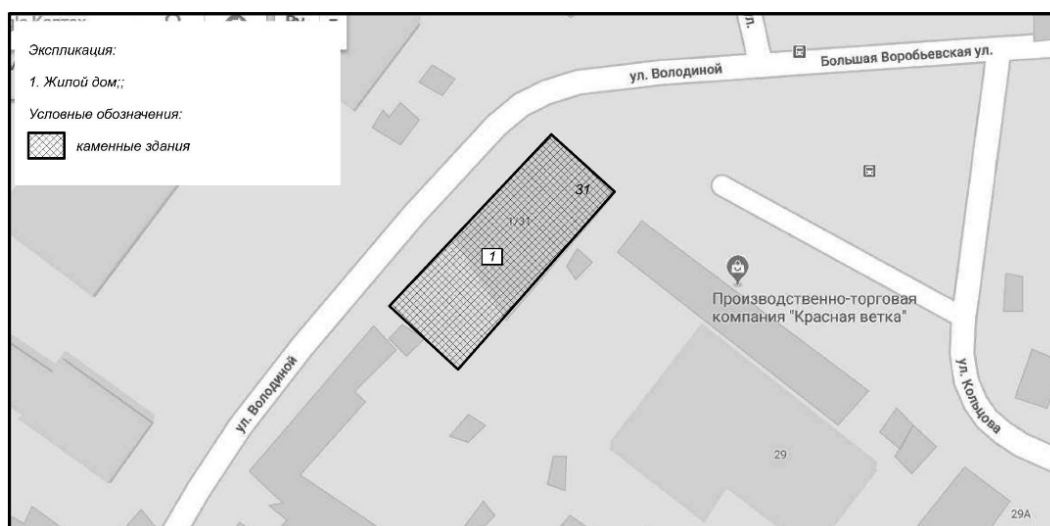 Экспликация:
1. Жилой дом;;
Условные обозначения:
каменные здания
ул.
ул. Володиной
Большая Воробьевская ул.
31
1/31
1
Производственно-торговая
компания "Красная ветка"
ул. Володиной
ул. Кольцова
29
29А